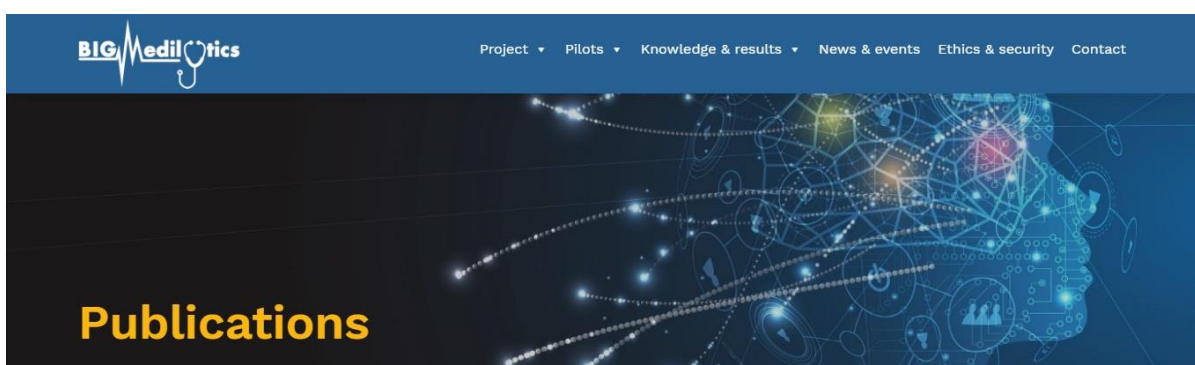 BIGMedilytics
Project Pilots Knowledge & results News & events Ethics & security Contact
Publications